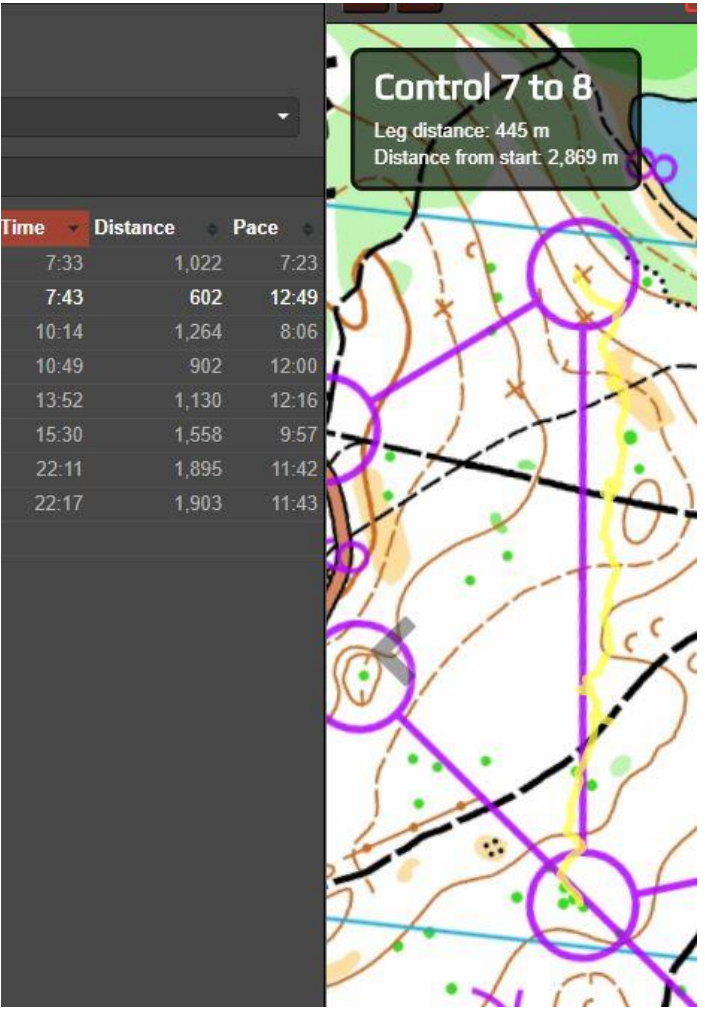 Control 7 to 8
Leg distance: 445 m
Distance from start: 2,869 m
Time Distance Pace
7:33 1,022 7:23
7:43 602 12:49
10:14 1,264 8:06
10:49 902 12:00
13:52 1,130 12:16
15:30 1,558 9:57
22:11 1,895 11:42
22:17 1,903 11:43